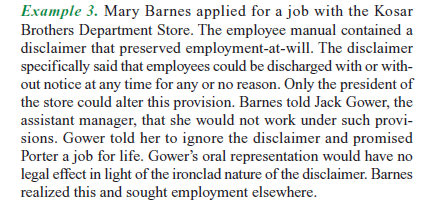 Example 3. Mary Barnes applied for a job with the Kosar
Brothers Department Store. The employee manual contained a
disclaimer that preserved employment-at-will. The disclaimer
specifically said that employees could be discharged with or with-
out notice at any time for any or no reason. Only the president of
the store could alter this provision. Barnes told Jack Gower, the
assistant manager, that she would not work under such provi-
sions. Gower told her to ignore the disclaimer and promised
Porter a job for life. Gower’s oral representation would have no
legal effect in light of the ironclad nature of the disclaimer. Barnes
realized this and sought employment elsewhere.